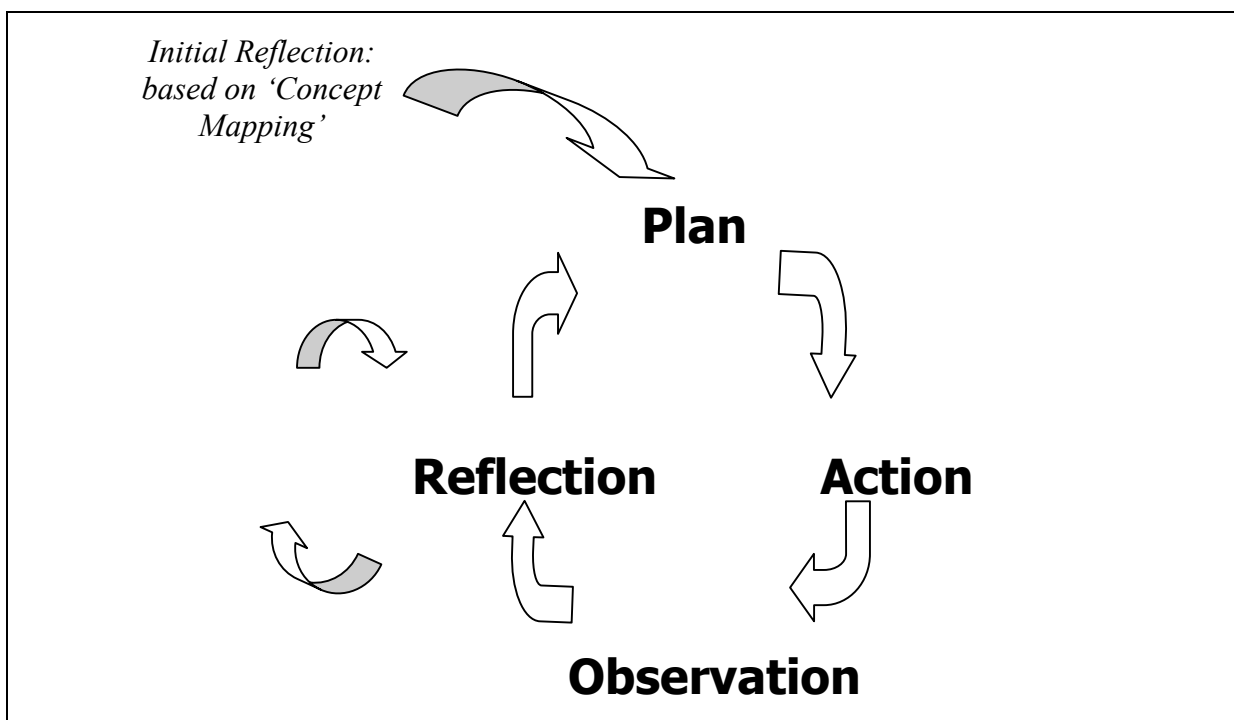 Initial Reflection:
based on ‘Concept
Mapping’
Plan
Reflection
Action
Observation